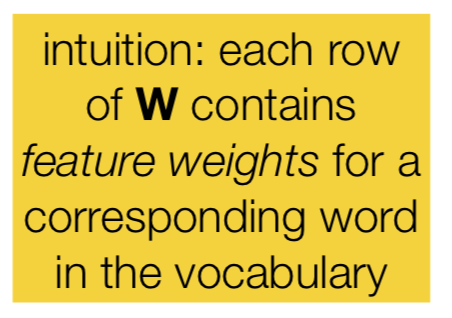 intuition: each row
of W contains
feature weights for a
corresponding word
in the vocabulary